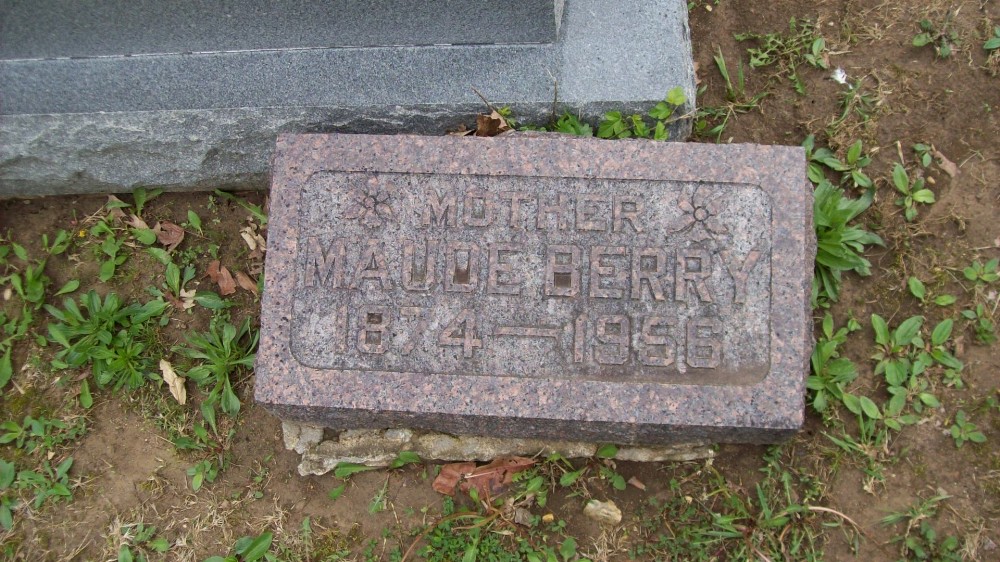 MOTHER
MAUDE BERRY
1874 — 1956